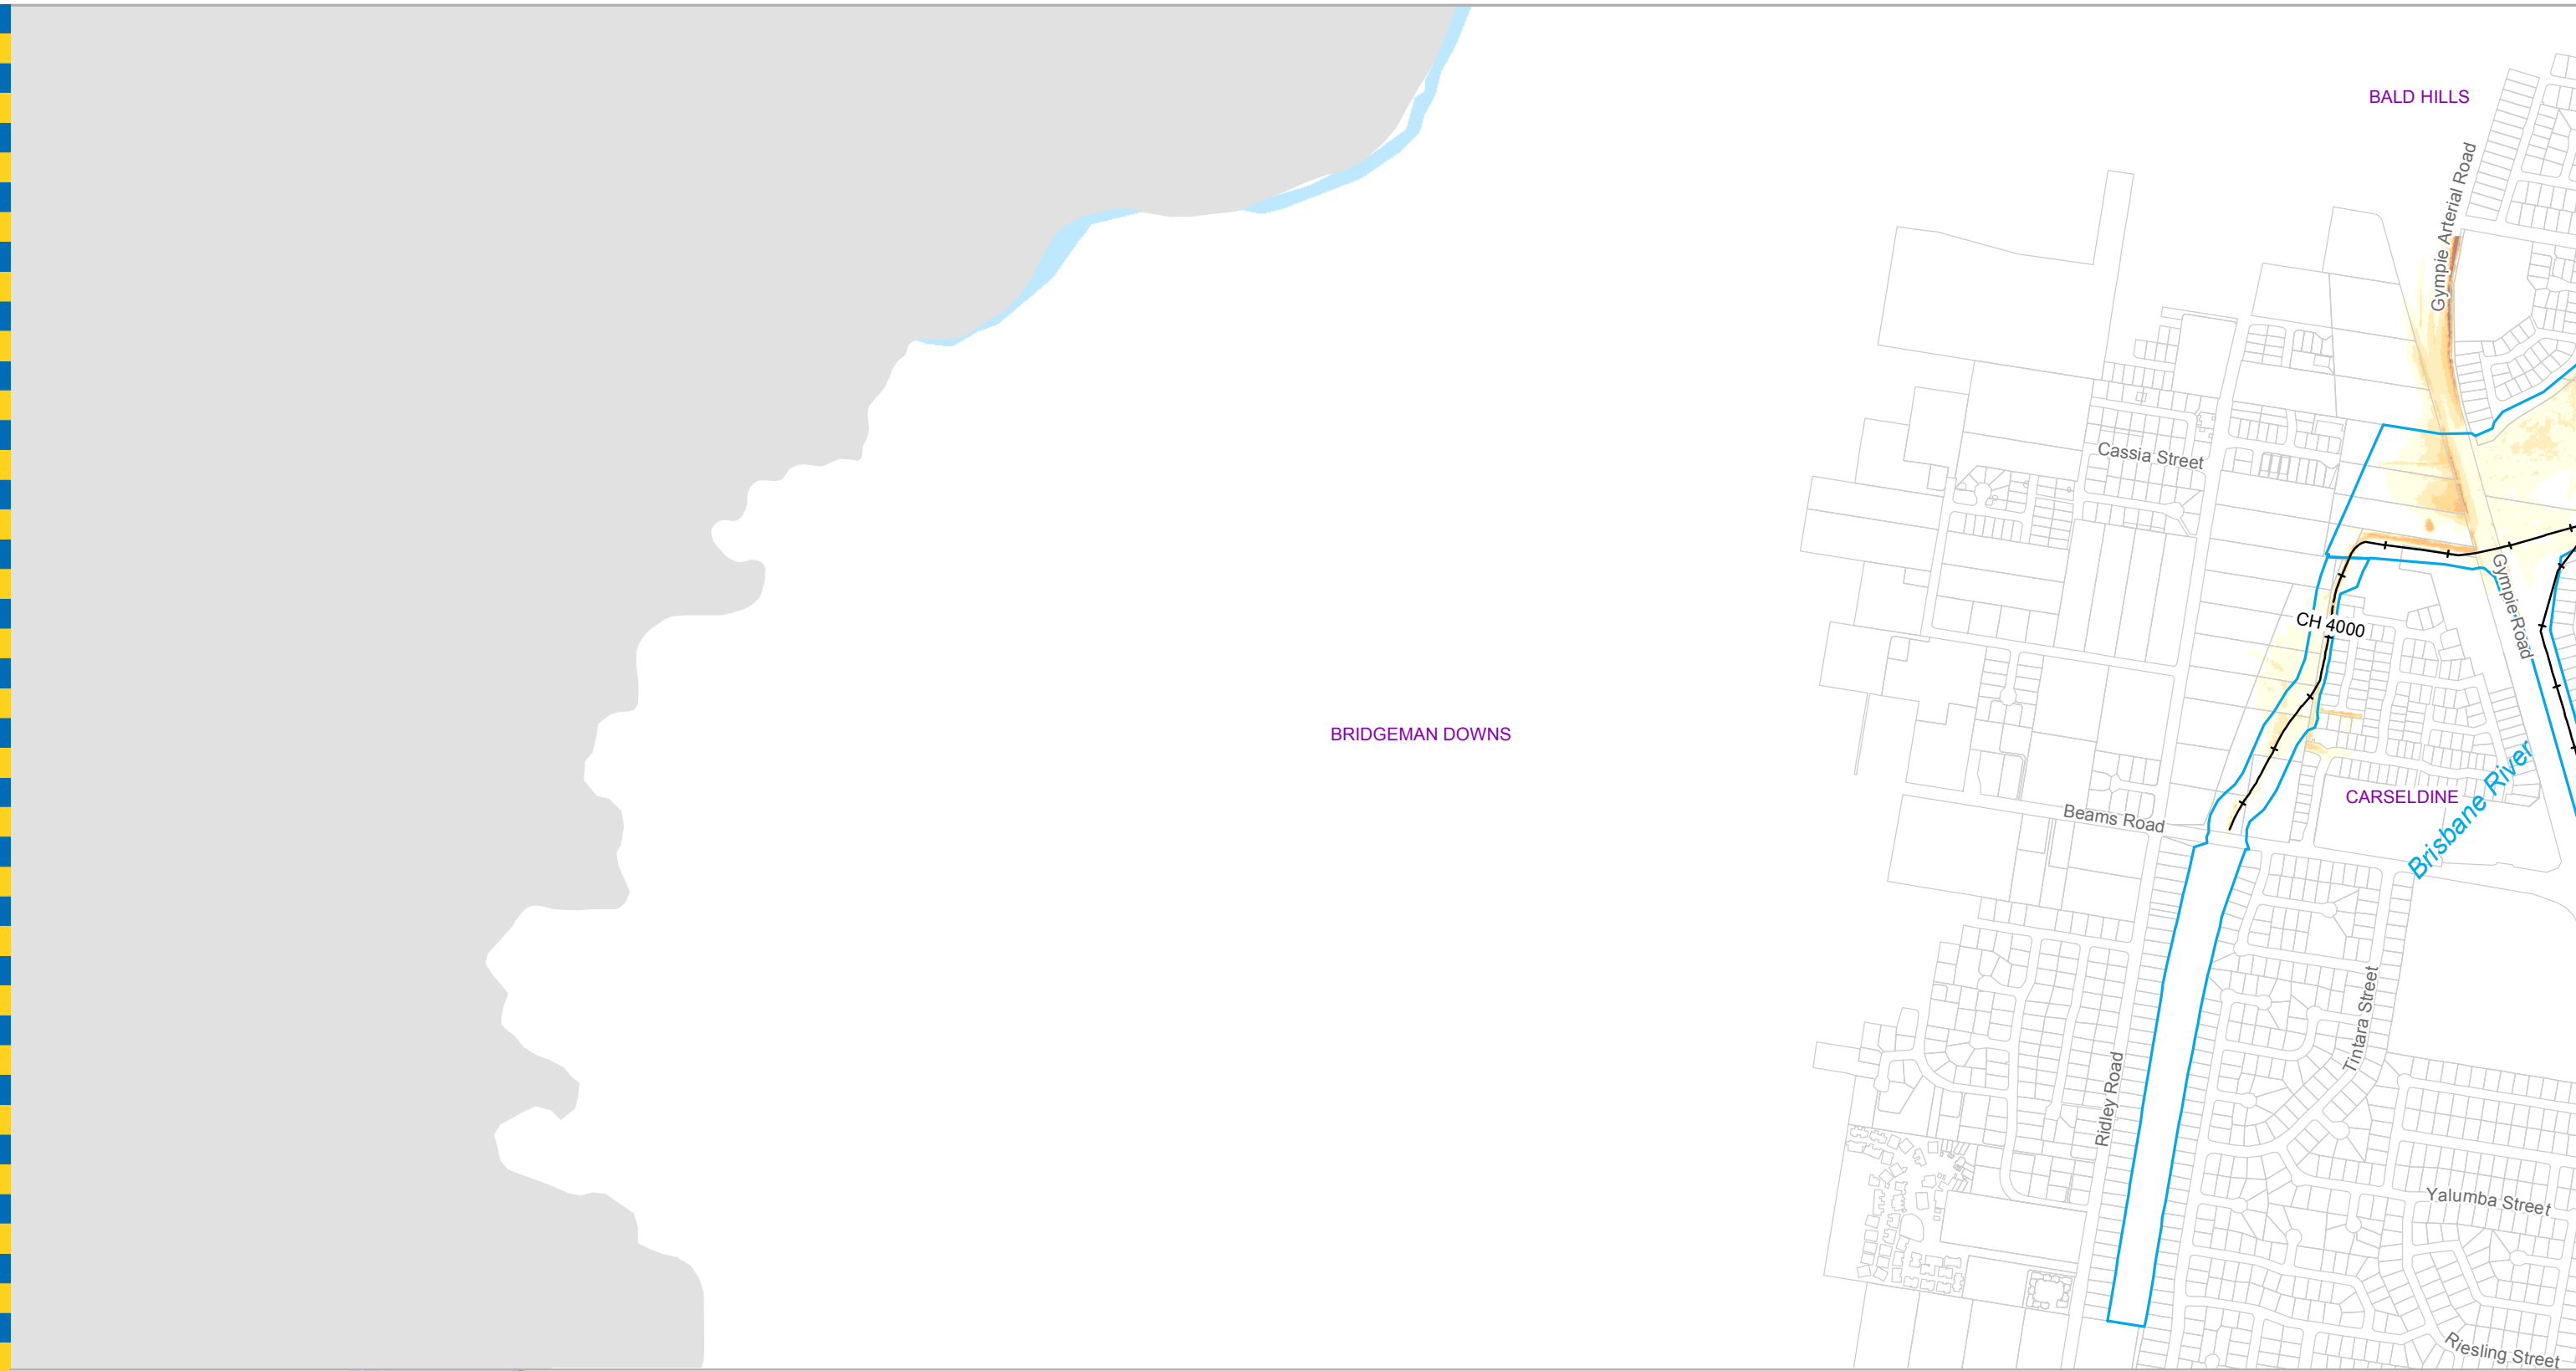 BALD HILLS
Gympie Arterial Road
Cassia Street
Gympie Road
CH 4000
BRIDGEMAN DOWNS
CARSELDINE
Brisbane River
Beams Road
Tintara Street
Ridley Road
Yalumba Street
Riesling Street